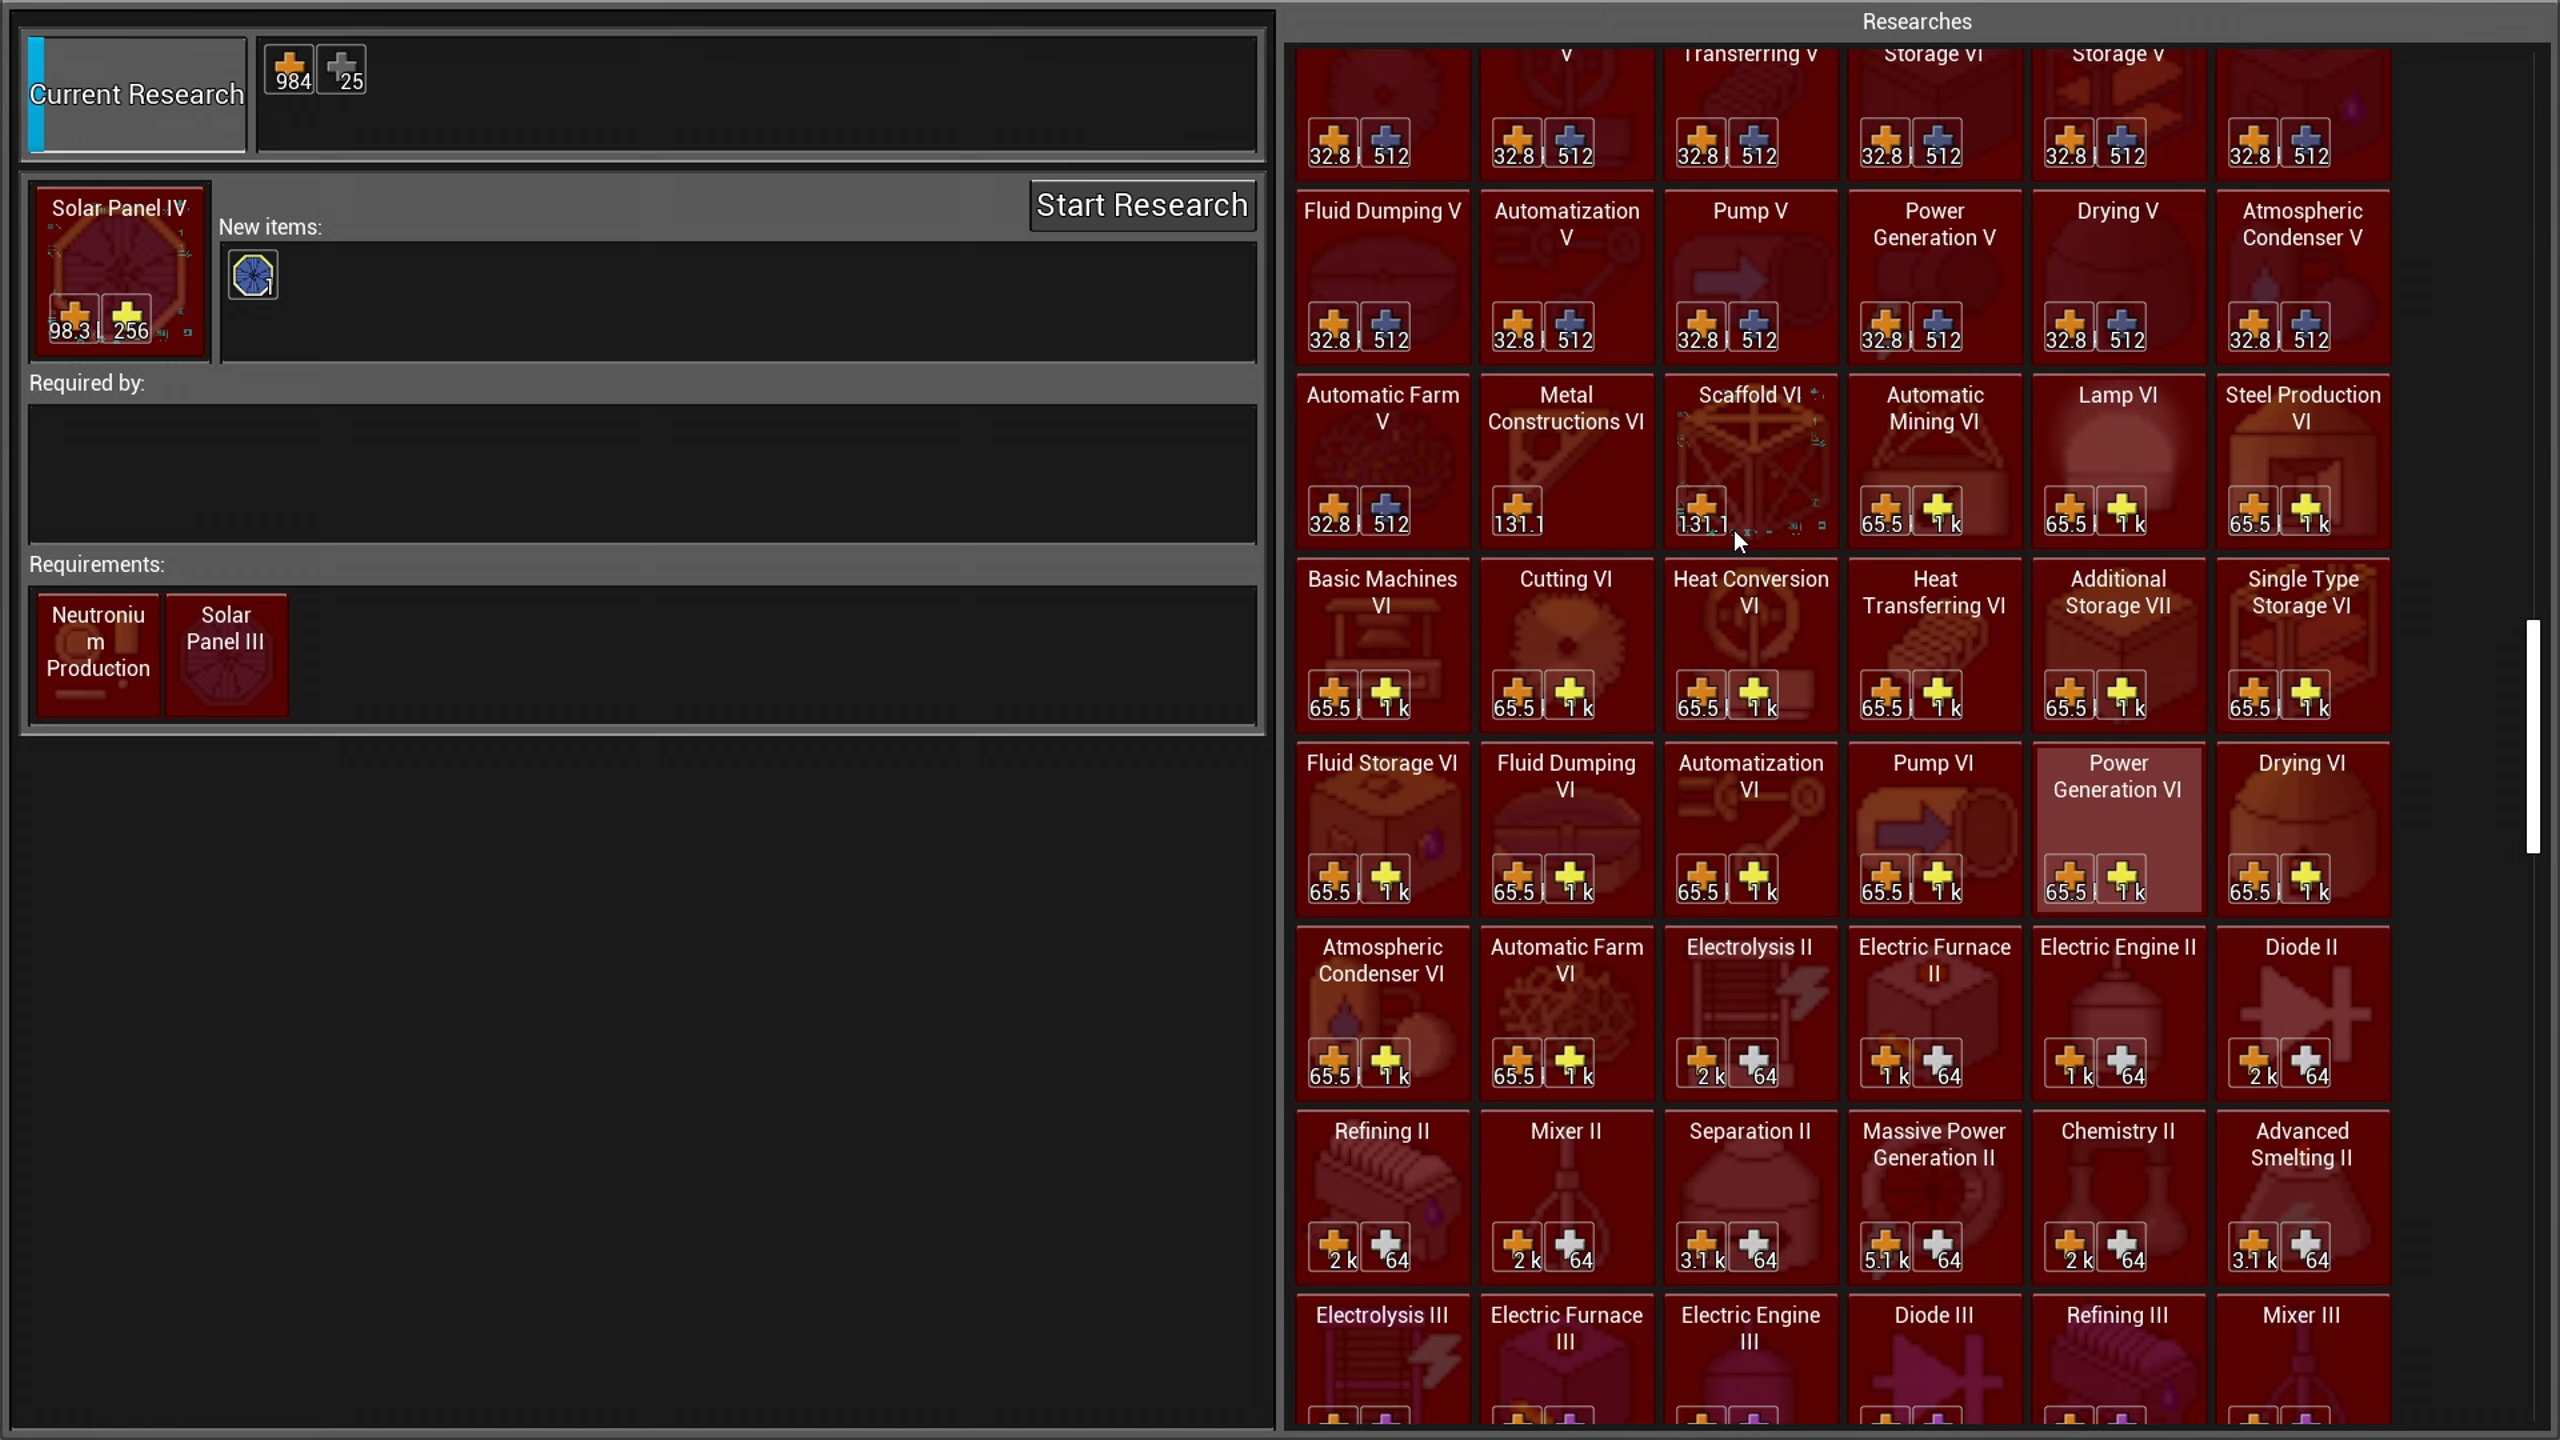 Researches
Current Research
984
25
Solar Panel IV
98.3
256
New items:
1
Start Research
Required by:
Requirements:
Neutroniu
m
Production
Solar
Panel III
V
Transferring V
Storage VI
Storage V
32.8
512
32.8
512
32.8
512
32.8
512
32.8
512
32.8
512
Fluid Dumping V
Automatization
V
Pump V
Power
Generation V
Drying V
Atmospheric
Condenser V
32.8
512
32.8
512
32.8
512
32.8
512
32.8
512
32.8
512
Automatic Farm
V
Metal
Constructions VI
Scaffold VI
Automatic
Mining VI
Lamp VI
Steel Production
VI
32.8
512
131.1
131.1
65.5
1 k
65.5
1 k
65.5
1 k
Basic Machines
VI
Cutting VI
Heat Conversion
VI
Heat
Transferring VI
Additional
Storage VII
Single Type
Storage VI
65.5
1 k
65.5
1 k
65.5
1 k
65.5
1 k
65.5
1 k
65.5
1 k
Fluid Storage VI
Fluid Dumping
VI
Automatization
VI
Pump VI
Power
Generation VI
Drying VI
65.5
1 k
65.5
1 k
65.5
1 k
65.5
1 k
65.5
1 k
65.5
1 k
Atmospheric
Condenser VI
Automatic Farm
VI
Electrolysis II
Electric Furnace
II
Electric Engine II
Diode II
65.5
1 k
65.5
1 k
2 k
64
1 k
64
1 k
64
2 k
64
Refining II
Mixer II
Separation II
Massive Power
Generation II
Chemistry II
Advanced
Smelting II
2 k
64
2 k
64
3.1 k
64
5.1 k
64
2 k
64
3.1 k
64
Electrolysis III
Electric Furnace
III
Electric Engine
III
Diode III
Refining III
Mixer III